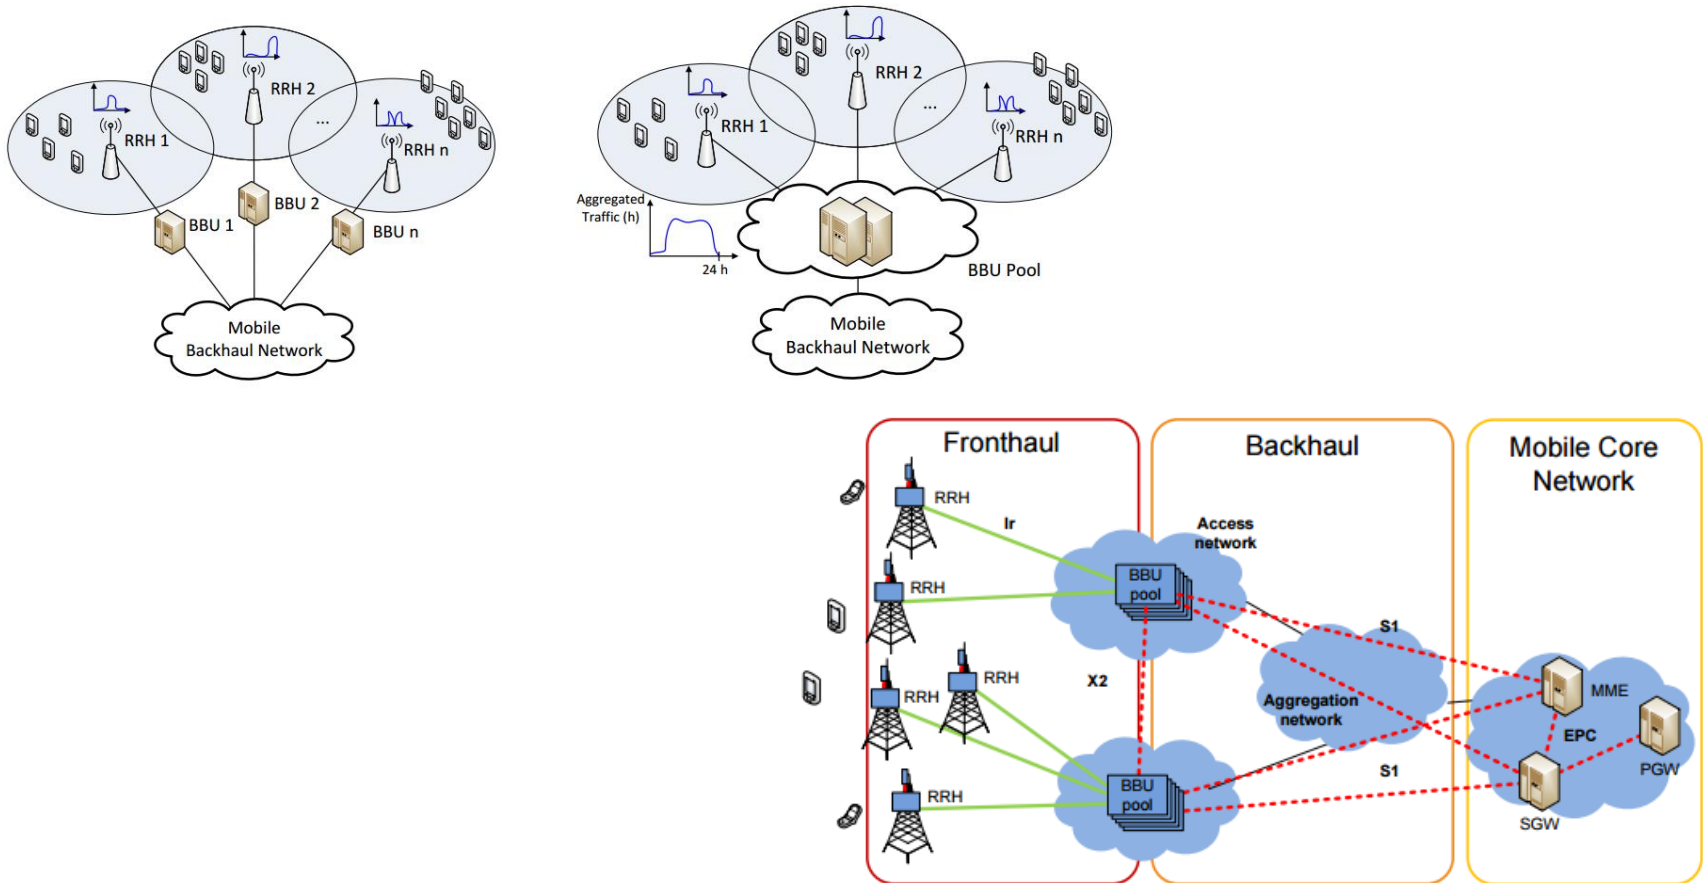 RRH 1
RRH 2
...
RRH n
BBU 1
BBU 2
BBU n
Mobile
Backhaul Network
RRH 1
RRH 2
...
RRH n
Aggregated
Traffic (h)
24 h
BBU Pool
Mobile
Backhaul Network
Fronthaul
Backhaul
Mobile Core
Network
RRH
Ir
Access
network
BBU
pool
RRH
S1
RRH
RRH
X2
Aggregation
network
MME
EPC
PGW
S1
BBU
pool
RRH
SGW